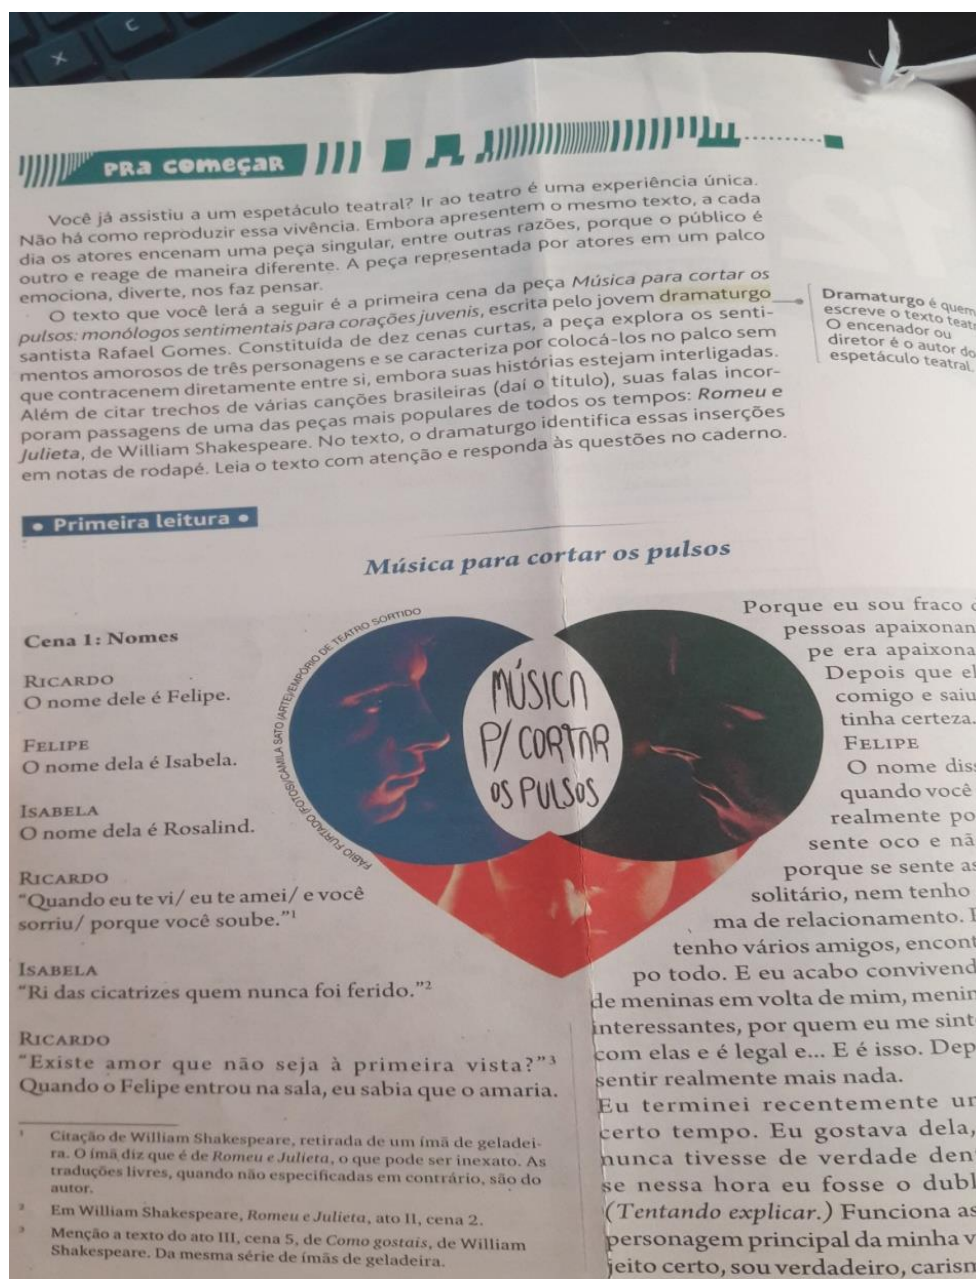 X
C
PRA COMEÇAR
Você já assistiu a um espetáculo teatral? Ir ao teatro é uma experiência única.
Não há como reproduzir essa vivência. Embora apresentem o mesmo texto, a cada
dia os atores encenam uma peça singular, entre outras razões, porque o público é
outro e reage de maneira diferente. A peça representada por atores em um palco
emociona, diverte, nos faz pensar.
O texto que você lerá a seguir é a primeira cena da peça Música para cortar os
pulsos: monólogos sentimentais para corações juvenis, escrita pelo jovem dramaturgo
santista Rafael Gomes. Constituída de dez cenas curtas, a peça explora os senti-
mentos amorosos de três personagens e se caracteriza por colocá-los no palco sem
que contracenem diretamente entre si, embora suas histórias estejam interligadas.
Além de citar trechos de várias canções brasileiras (daí o título), suas falas incor-
poram passagens de uma das peças mais populares de todos os tempos: Romeu e
Julieta, de William Shakespeare. No texto, o dramaturgo identifica essas inserções
em notas de rodapé. Leia o texto com atenção e responda às questões no caderno.
Dramaturgo é quem
escreve o texto teat
O encenador ou
diretor é o autor do
espetáculo teatral.
• Primeira leitura •
Música para cortar os pulsos
Cena 1: Nomes
RICARDO
O nome dele é Felipe.
FELIPE
O nome dela é Isabela.
ISABELA
O nome dela é Rosalind.
RICARDO
“Quando eu te vi/ eu te amei/ e você
sorriu/ porque você soube.”¹
ISABELA
“Ri das cicatrizes quem nunca foi ferido.”²
RICARDO
“Existe amor que não seja à primeira vista?”³
Quando o Felipe entrou na sala, eu sabia que o amaria.
¹ Citação de William Shakespeare, retirada de um ímã de geladei-
ra. O ímã diz que é de Romeu e Julieta, o que pode ser inexato. As
traduções livres, quando não especificadas em contrário, são do
autor.
² Em William Shakespeare, Romeu e Julieta, ato II, cena 2.
³ Menção a texto do ato III, cena 5, de Como gostais, de William
Shakespeare. Da mesma série de ímãs de geladeira.
FÁBIO FURTADO (FOTOS)/CAMILA SATO (ARTE)/EMPÓRIO DE TEATRO SORTIDO
MÚSICA
P/ CORTAR
OS PULSOS
Porque eu sou fraco
pessoas apaixonan
pe era apaixona
Depois que el
comigo e saiu
tinha certeza.
FELIPE
O nome diss
quando você
realmente po
sente oco e nã
porque se sente as
solitário, nem tenho
ma de relacionamento.
tenho vários amigos, encont
po todo. E eu acabo convivend
de meninas em volta de mim, menin
interessantes, por quem eu me sint
com elas e é legal e... E é isso. Dep
sentir realmente mais nada.
Eu terminei recentemente um
certo tempo. Eu gostava dela,
nunca tivesse de verdade den
se nessa hora eu fosse o dubl
(Tentando explicar.) Funciona as
personagem principal da minha v
jeito certo, sou verdadeiro, carism